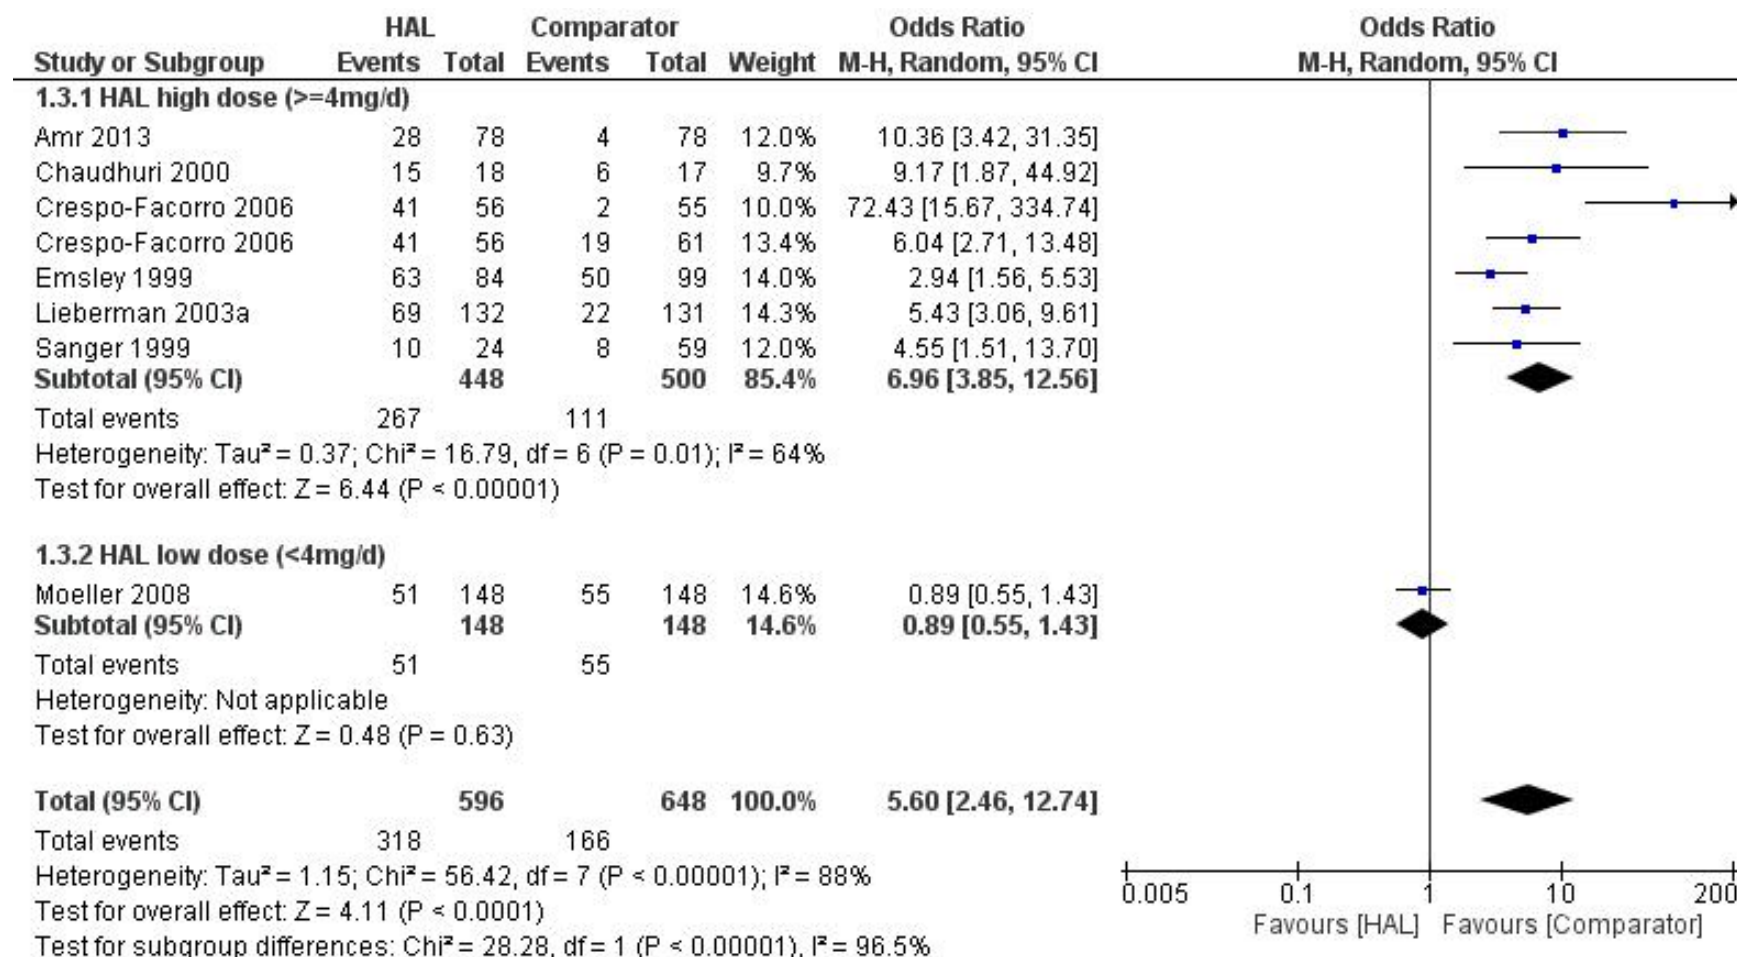 HAL Comparator Odds Ratio Odds Ratio
Study or Subgroup Events Total Events Total Weight M-H, Random, 95% CI M-H, Random, 95% CI
1.3.1 HAL high dose (>=4mg/d)
Amr 2013 28 78 4 78 12.0% 10.36 [3.42, 31.35]
Chaudhuri 2000 15 18 6 17 9.7% 9.17 [1.87, 44.92]
Crespo-Facorro 2006 41 56 2 55 10.0% 72.43 [15.67, 334.74]
Crespo-Facorro 2006 41 56 19 61 13.4% 6.04 [2.71, 13.48]
Emsley 1999 63 84 50 99 14.0% 2.94 [1.56, 5.53]
Lieberman 2003a 69 132 22 131 14.3% 5.43 [3.06, 9.61]
Sanger 1999 10 24 8 59 12.0% 4.55 [1.51, 13.70]
Subtotal (95% CI) 448 500 85.4% 6.96 [3.85, 12.56]
Total events 267 111
Heterogeneity: Tau² = 0.37; Chi² = 16.79, df = 6 (P = 0.01); I² = 64%
Test for overall effect: Z = 6.44 (P < 0.00001)
1.3.2 HAL low dose (<4mg/d)
Moeller 2008 51 148 55 148 14.6% 0.89 [0.55, 1.43]
Subtotal (95% CI) 148 148 14.6% 0.89 [0.55, 1.43]
Total events 51 55
Heterogeneity: Not applicable
Test for overall effect: Z = 0.48 (P = 0.63)
Total (95% CI) 596 648 100.0% 5.60 [2.46, 12.74]
Total events 318 166
Heterogeneity: Tau² = 1.15; Chi² = 56.42, df = 7 (P < 0.00001); I² = 88%
Test for overall effect: Z = 4.11 (P < 0.0001)
Test for subgroup differences: Chi² = 28.28, df = 1 (P < 0.00001), I² = 96.5%
0.005 0.1 1 10 200
Favours [HAL] Favours [Comparator]